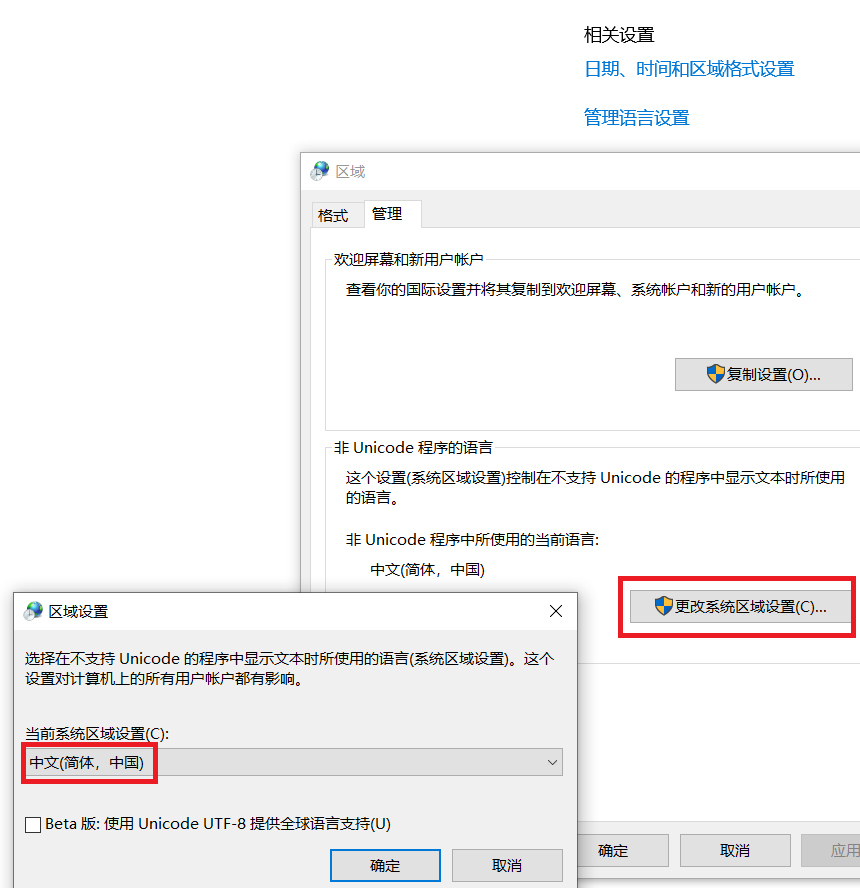 相关设置
日期、时间和区域格式设置
管理语言设置
区域
格式
管理
欢迎屏幕和新用户帐户
查看你的国际设置并将其复制到欢迎屏幕、系统帐户和新的用户帐户。
复制设置(O)...
非 Unicode 程序的语言
这个设置(系统区域设置)控制在不支持 Unicode 的程序中显示文本时所使用
的语言。
非 Unicode 程序中所使用的当前语言:
中文(简体，中国)
更改系统区域设置(C)...
区域设置
选择在不支持 Unicode 的程序中显示文本时所使用的语言(系统区域设置)。这个
设置对计算机上的所有用户帐户都有影响。
当前系统区域设置(C):
中文(简体，中国)
Beta 版: 使用 Unicode UTF-8 提供全球语言支持(U)
确定
取消
确定
取消
应用